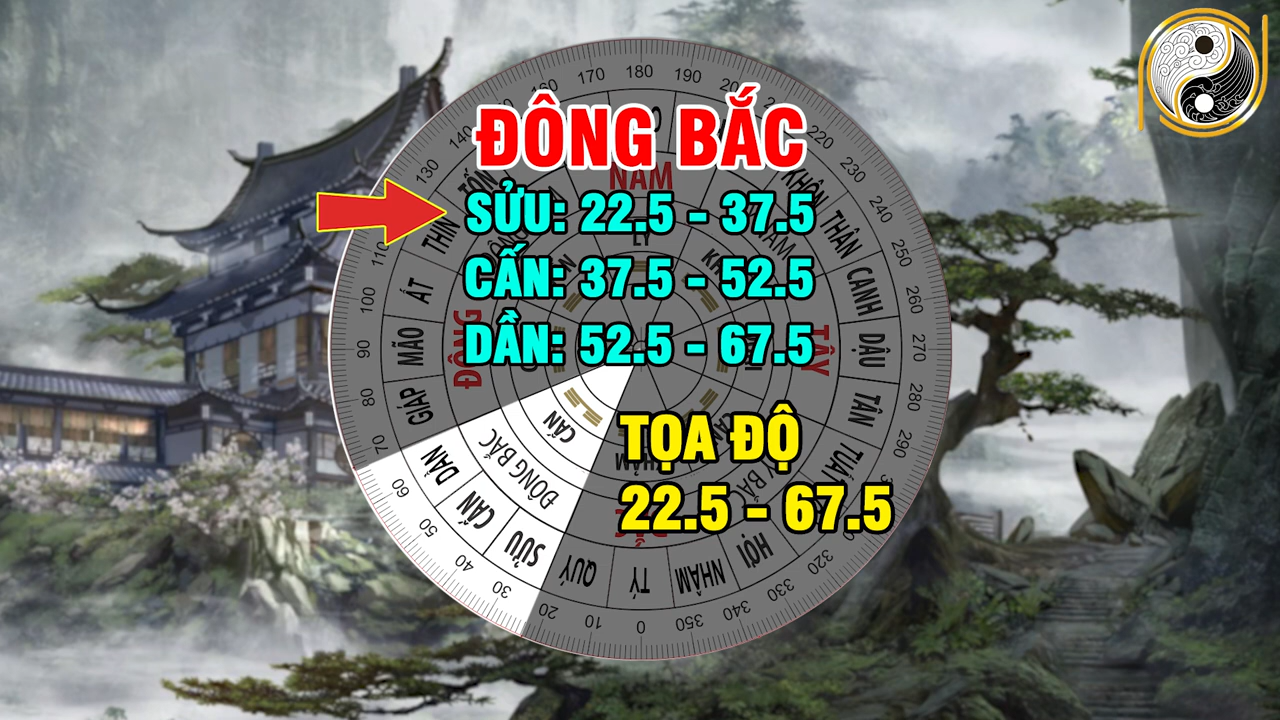 ĐÔNG BẮC
SỬU: 22.5 - 37.5
CẤN: 37.5 - 52.5
DẦN: 52.5 - 67.5
TỌA ĐỘ
22.5 - 67.5
160
170
180
190
220
230
240
250
260
270
280
290
320
330
340
350
0
10
20
30
40
50
60
70
80
90
100
110
130
140
NAM
TỐN
THÌN
ẤT
MÃO
GIÁP
DẦN
CẤN
SỬU
QUÝ
TÝ
NHÂM
HỢI
TUẤT
TÂN
DẬU
CANH
THÂN
KHÔN
LY
TÂY
ĐÔNG
ĐÔNG BẮC
CẤN